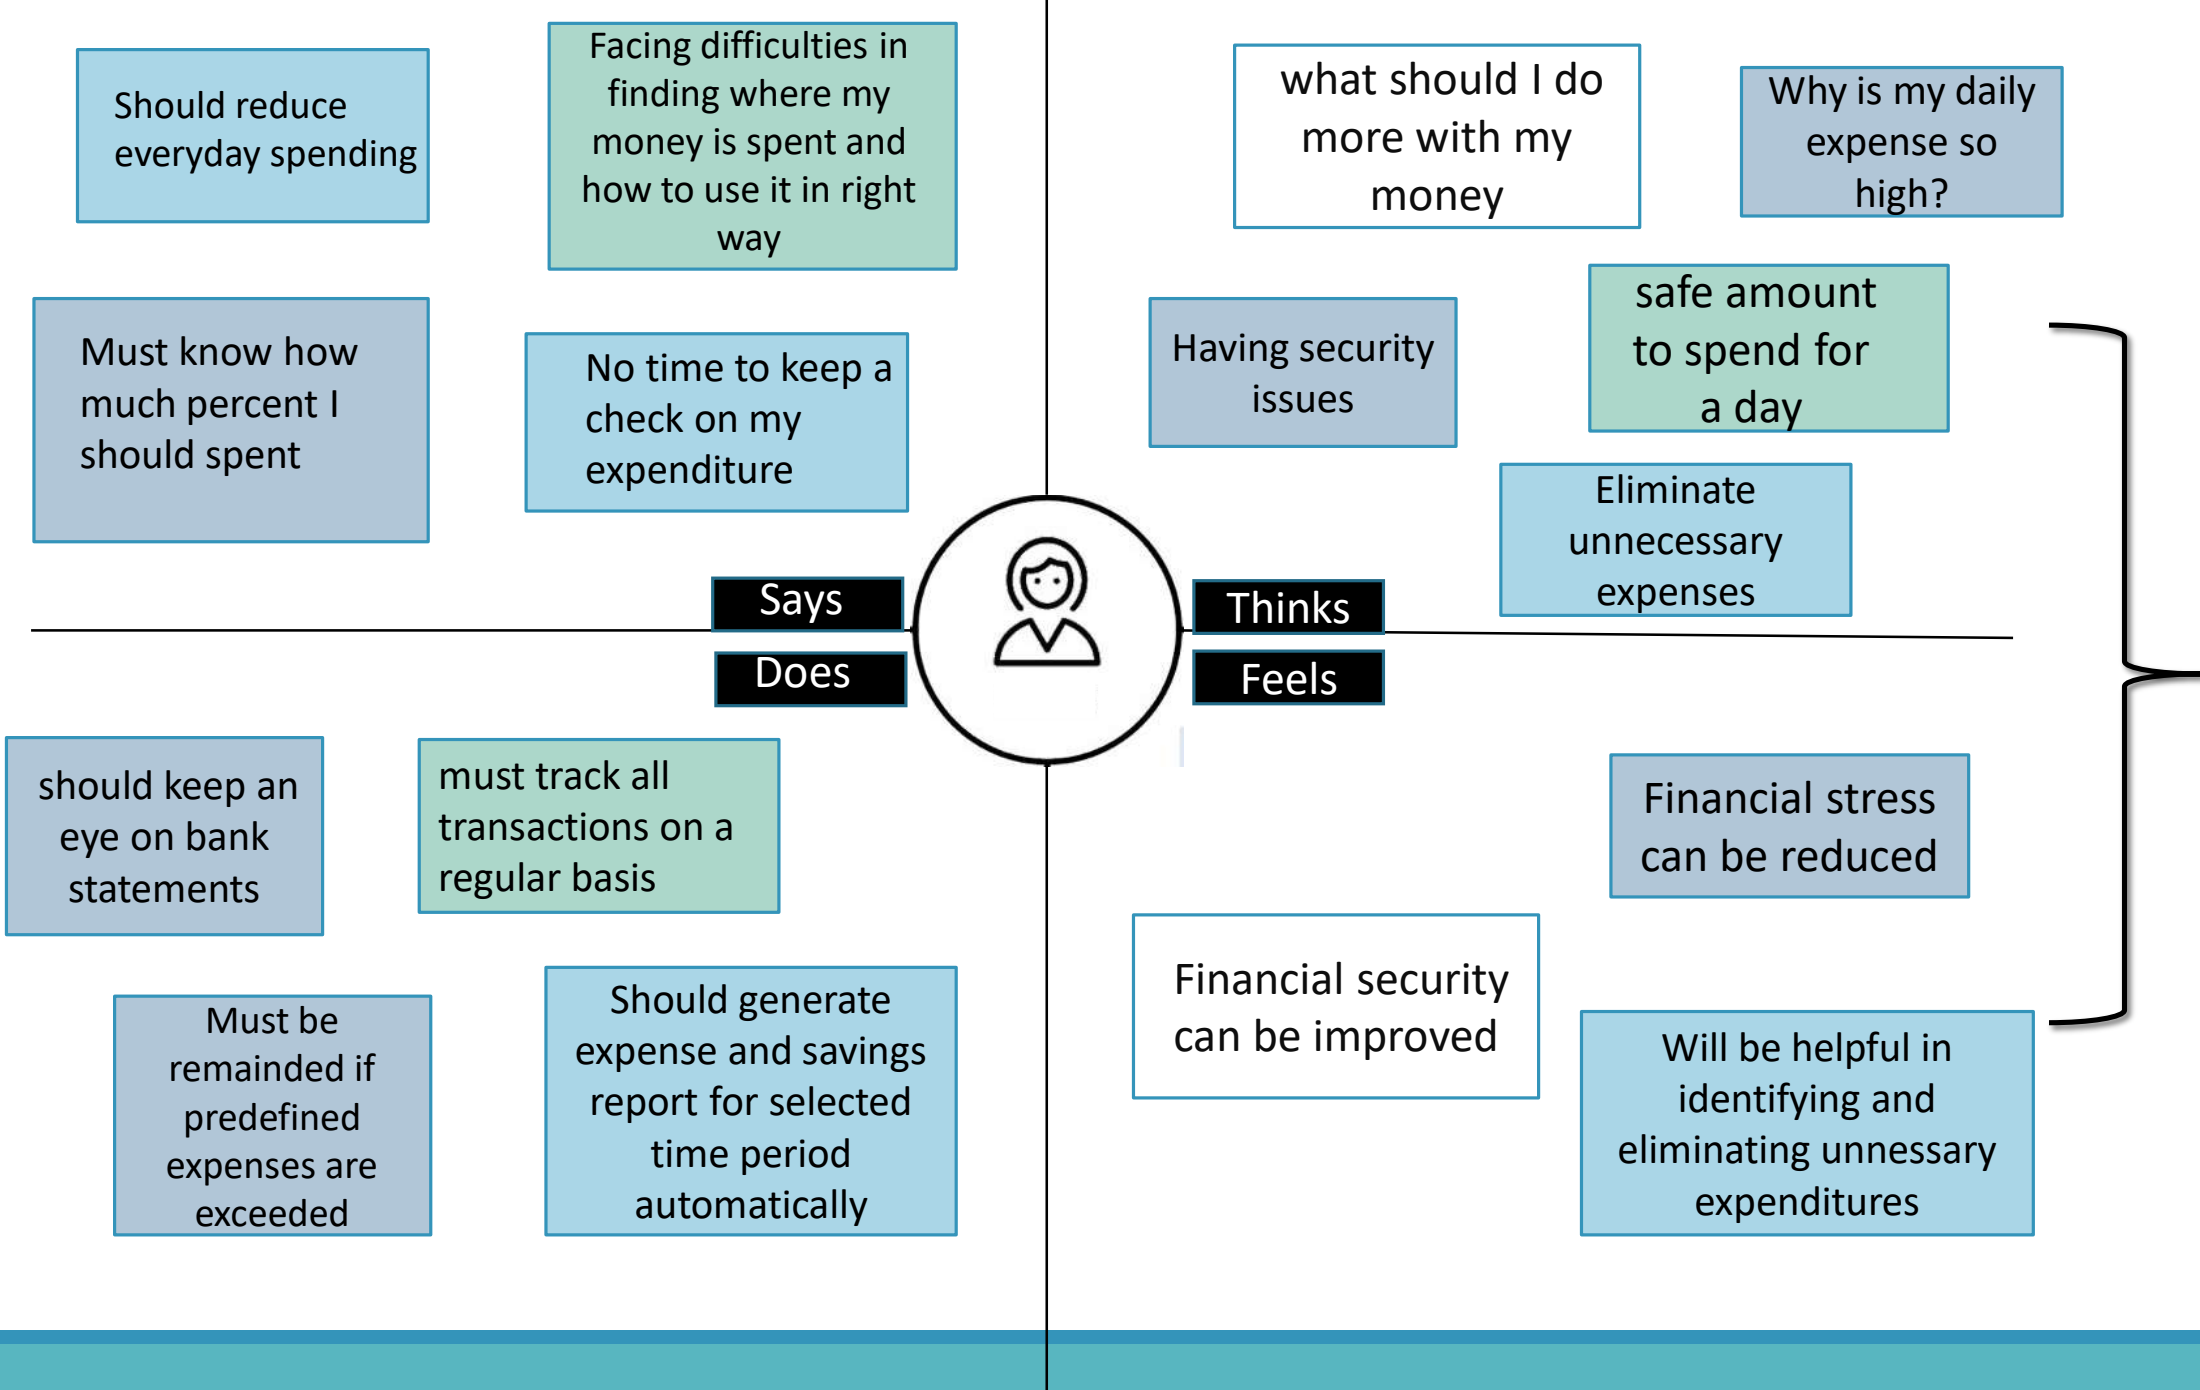 Should reduce
everyday spending
Facing difficulties in
finding where my
money is spent and
how to use it in right
way
Must know how
much percent I
should spent
No time to keep a
check on my
expenditure
Says
what should I do
more with my
money
Why is my daily
expense so
high?
Having security
issues
safe amount
to spend for
a day
Eliminate
unnecessary
expenses
Thinks
Does
should keep an
eye on bank
statements
must track all
transactions on a
regular basis
Must be
remainded if
predefined
expenses are
exceeded
Should generate
expense and savings
report for selected
time period
automatically
Feels
Financial stress
can be reduced
Financial security
can be improved
Will be helpful in
identifying and
eliminating unnessary
expenditures